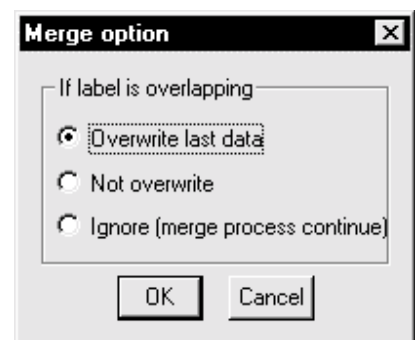 Merge option
If label is overlapping
Overwrite last data
Not overwrite
Ignore (merge process continue)
OK Cancel